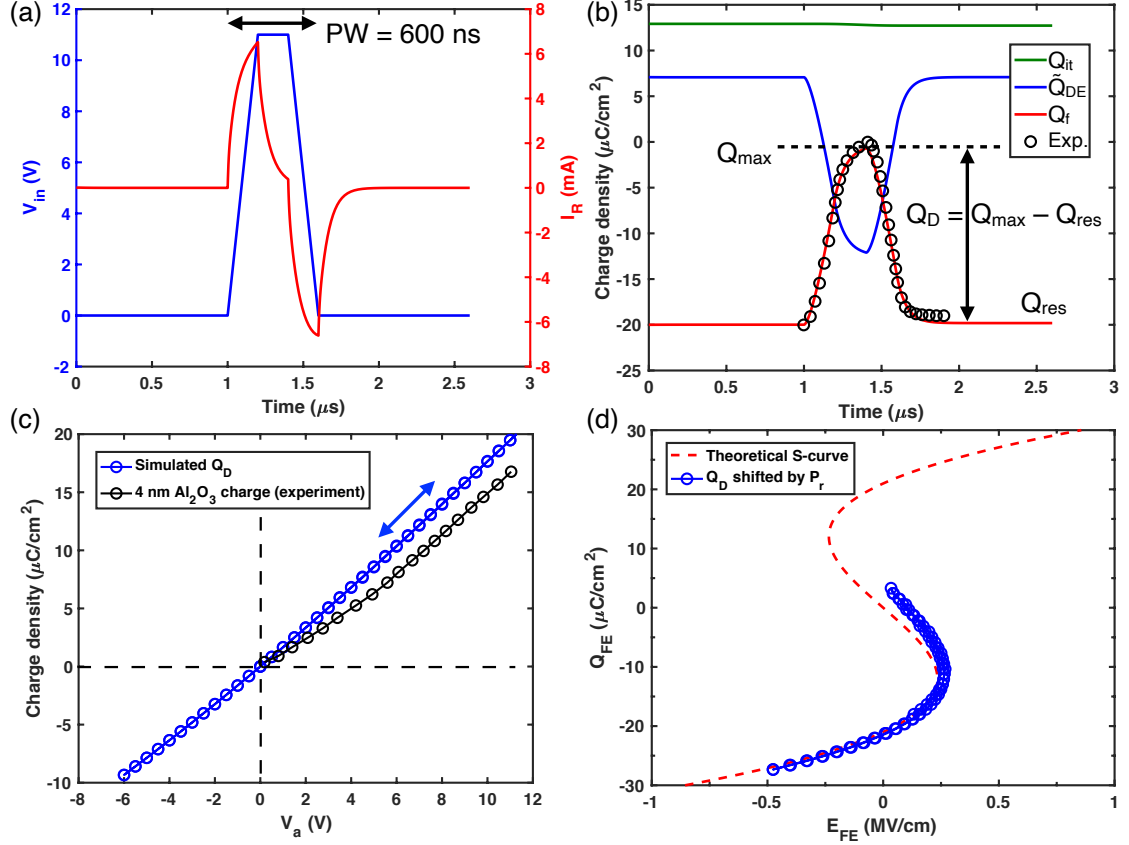 (a)
PW = 600 ns
V_in (V)
I_R (mA)
12
10
8
6
4
2
0
-2
8
6
4
2
0
-2
-4
-6
-8
0 0.5 1 1.5 2 2.5 3
Time (μs)
(b)
Charge density (μC/cm²)
15
10
5
0
-5
-10
-15
-20
-25
Q_it
Q̃_DE
Q_f
Exp.
Q_max
Q_D = Q_max − Q_res
Q_res
0 0.5 1 1.5 2 2.5 3
Time (μs)
(c)
Charge density (μC/cm²)
20
15
10
5
0
-5
-10
Simulated Q_D
4 nm Al₂O₃ charge (experiment)
-8 -6 -4 -2 0 2 4 6 8 10 12
V_a (V)
(d)
Q_FE (μC/cm²)
30
20
10
0
-10
-20
-30
Theoretical S-curve
Q_D shifted by P_r
-1 -0.5 0 0.5 1
E_FE (MV/cm)